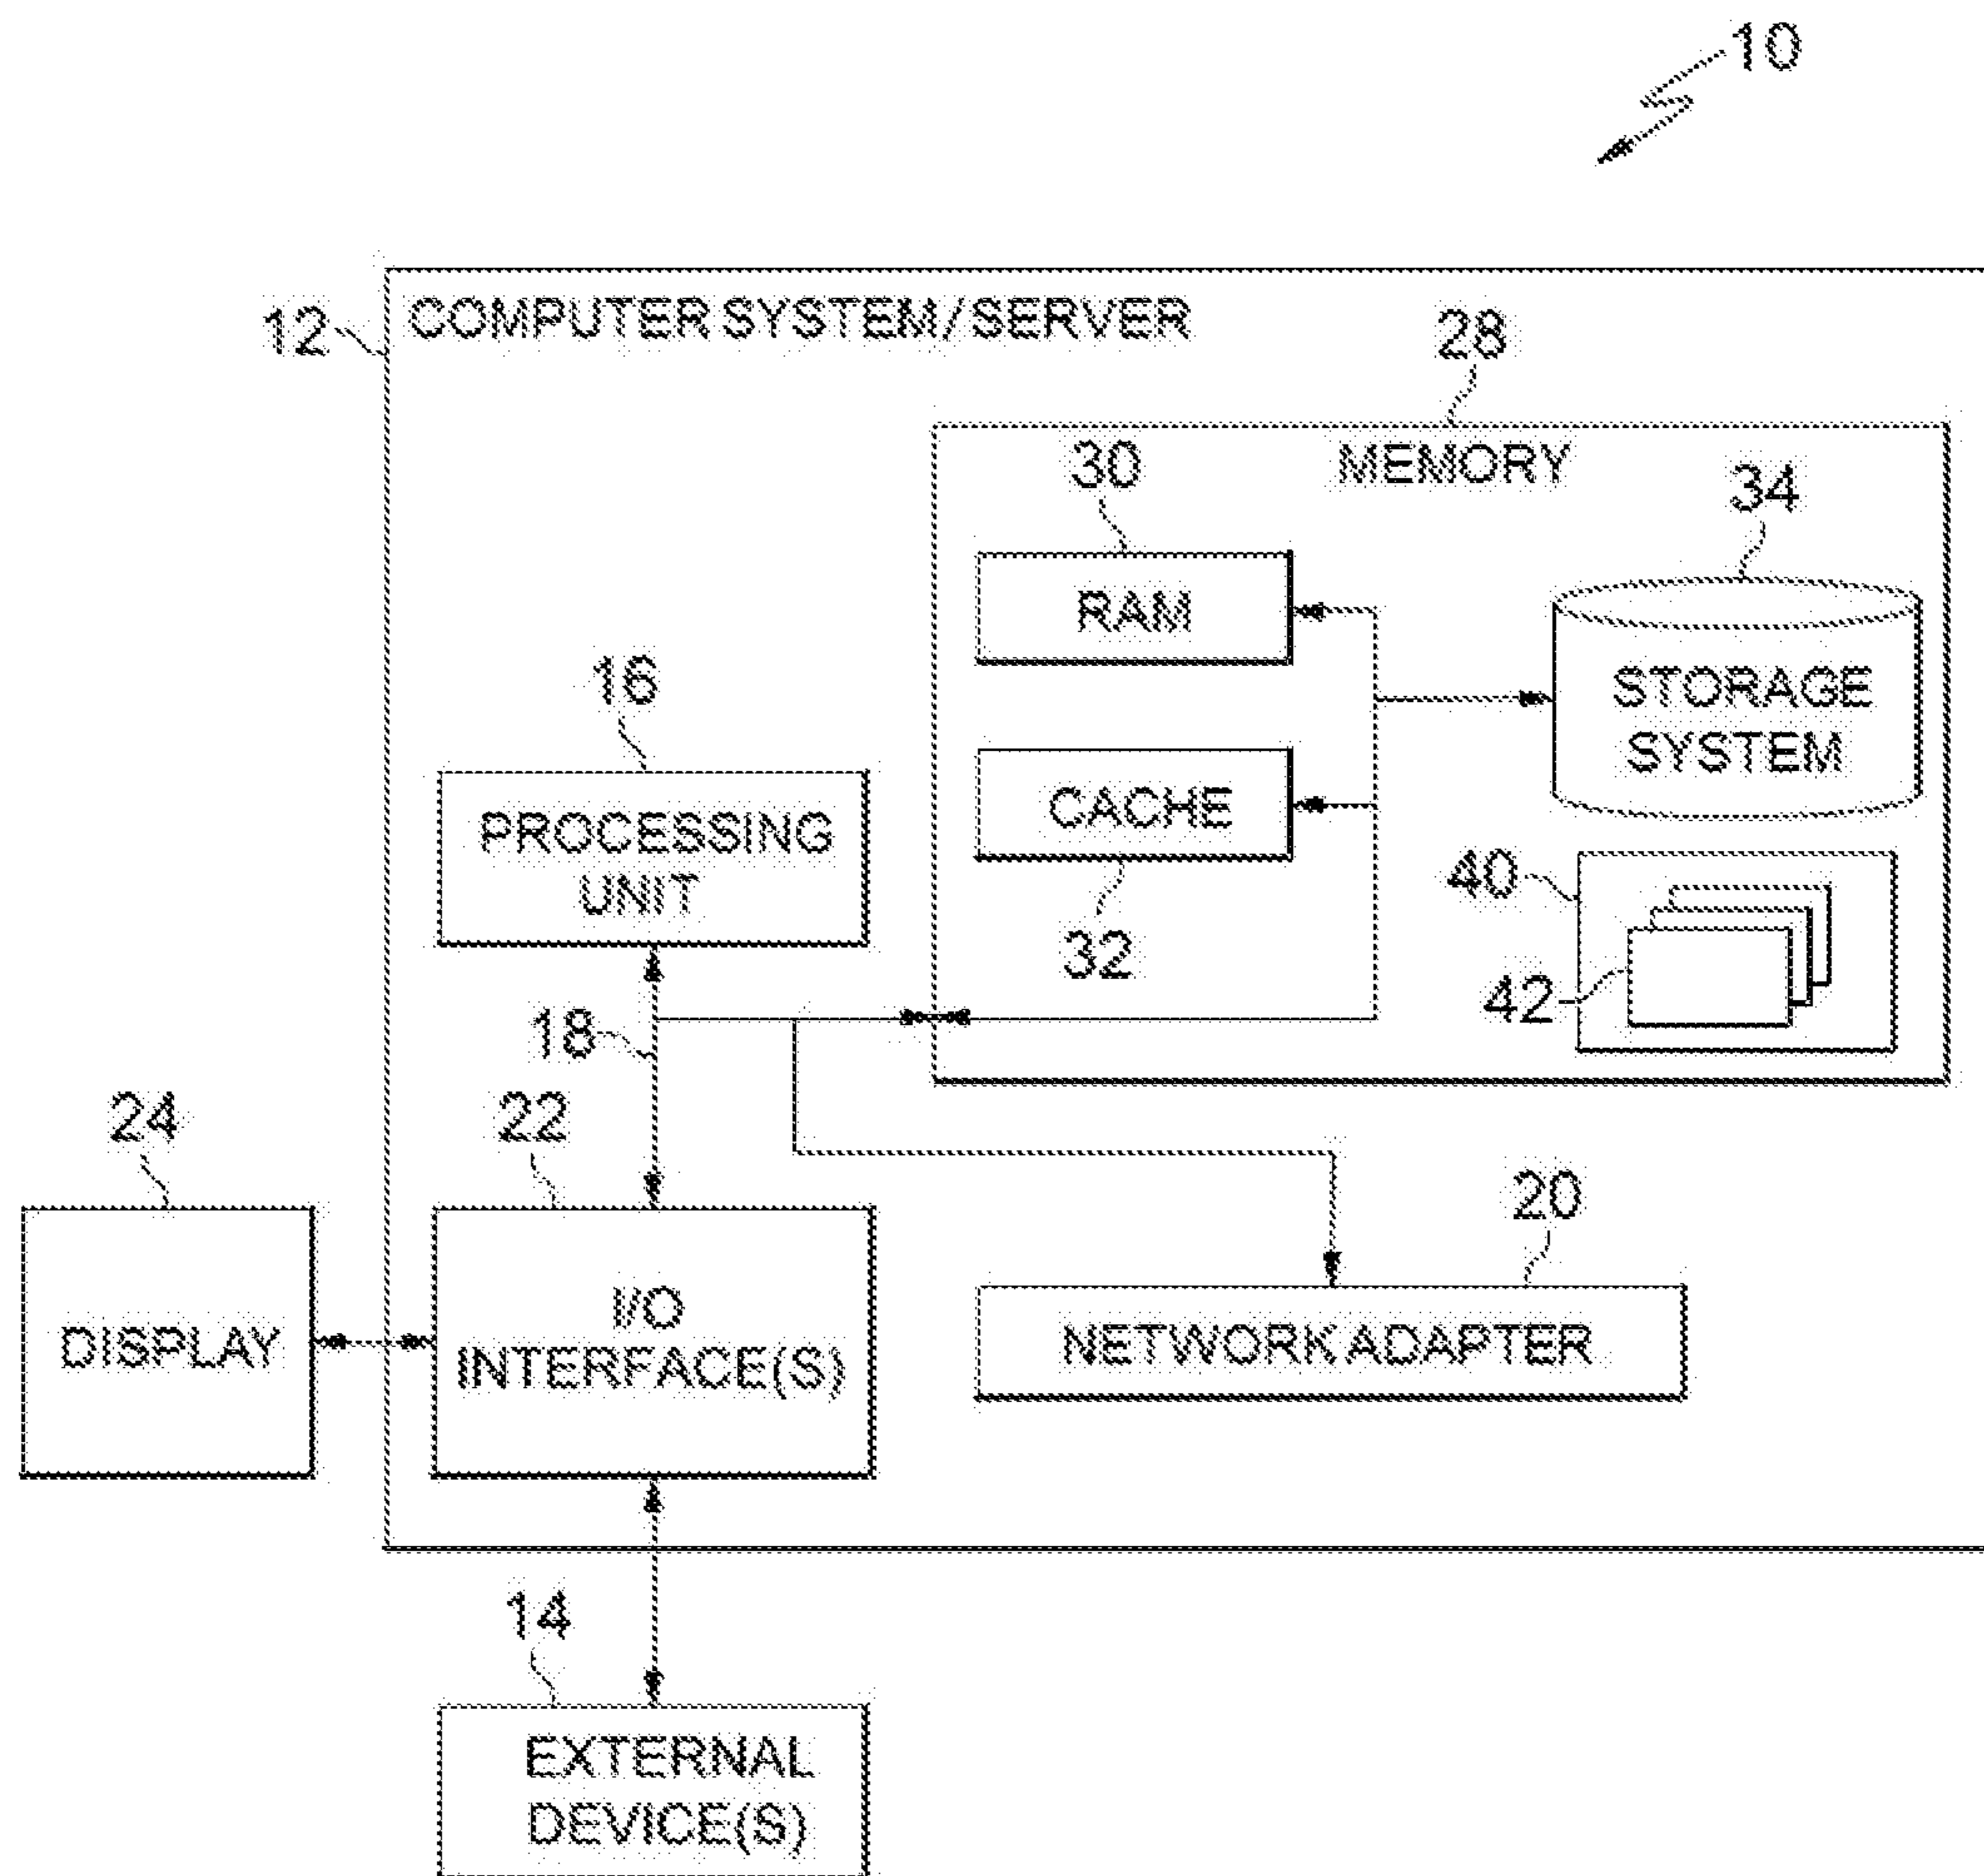 10
12
COMPUTER SYSTEM/SERVER
28
MEMORY
30
34
RAM
STORAGE
SYSTEM
16
PROCESSING
UNIT
CACHE
32
40
42
18
24
22
20
DISPLAY
I/O
INTERFACE(S)
NETWORK ADAPTER
14
EXTERNAL
DEVICE(S)